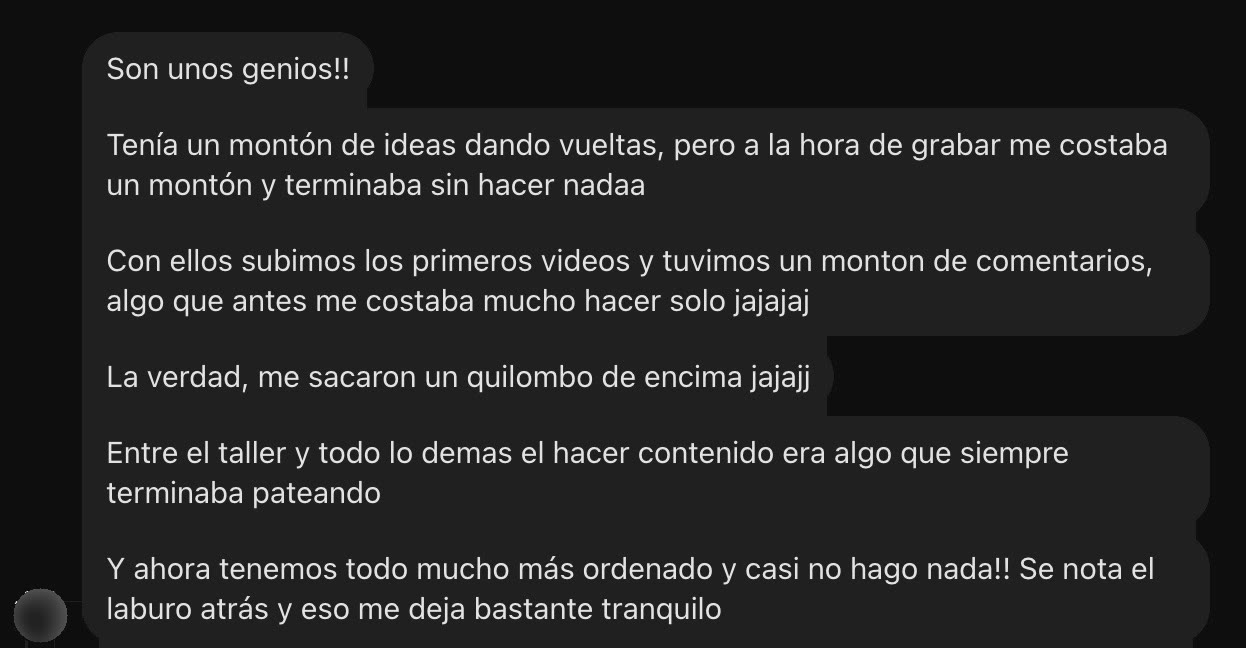 Son unos genios!!
Tenía un montón de ideas dando vueltas, pero a la hora de grabar me costaba
un montón y terminaba sin hacer nadaa
Con ellos subimos los primeros videos y tuvimos un monton de comentarios,
algo que antes me costaba mucho hacer solo jajajaj
La verdad, me sacaron un quilombo de encima jajajj
Entre el taller y todo lo demas el hacer contenido era algo que siempre
terminaba pateando
Y ahora tenemos todo mucho más ordenado y casi no hago nada!! Se nota el
laburo atrás y eso me deja bastante tranquilo